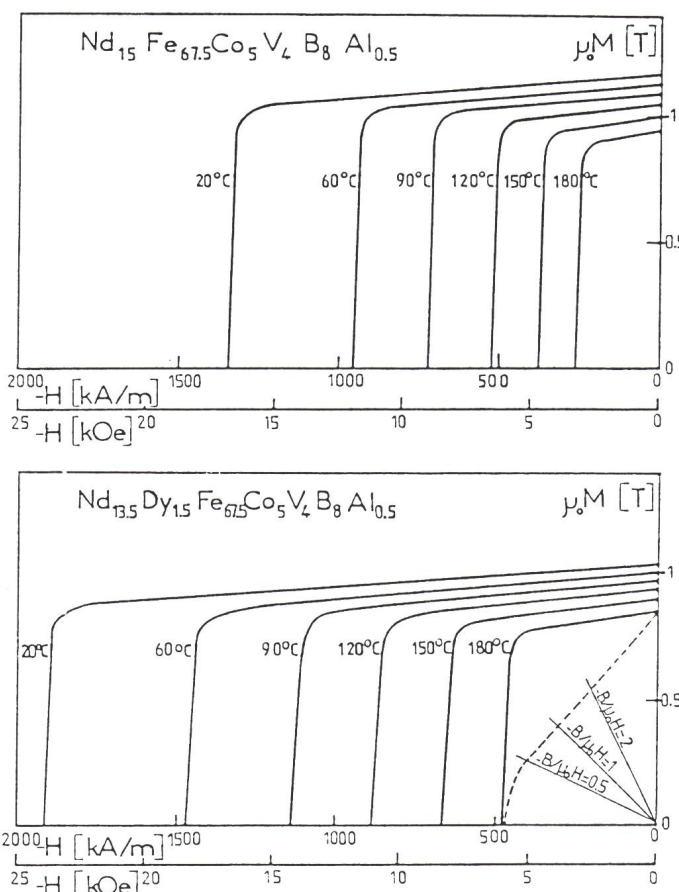 Nd15 Fe67.5 Co5 V4 B8 Al0.5 μ₀M [T]
1
20°C 60°C 90°C 120°C 150°C 180°C
0.5
0
2000 1500 1000 500 0
-H [kA/m]
25 20 15 10 5 0
-H [kOe]
Nd13.5 Dy1.5 Fe67.5 Co5 V4 B8 Al0.5 μ₀M [T]
1
20°C 60°C 90°C 120°C 150°C 180°C
0.5
-B/μ₀H=2
-B/μ₀H=1
-B/μ₀H=0.5
0
2000 1500 1000 500 0
-H [kA/m]
25 20 15 10 5 0
-H [kOe]